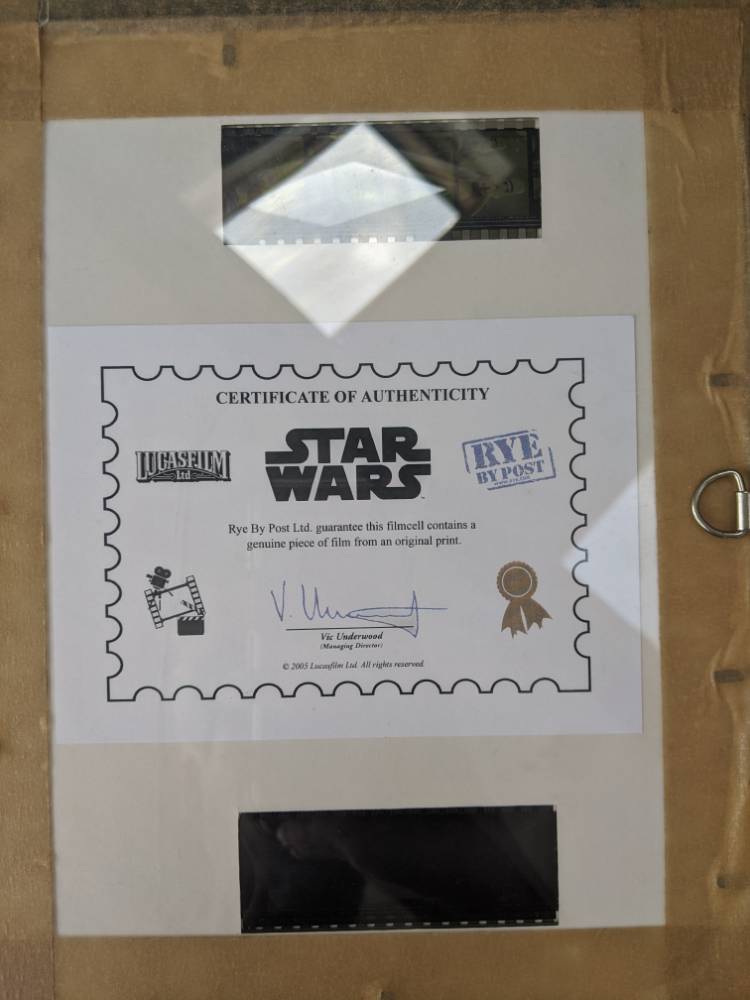 CERTIFICATE OF AUTHENTICITY
LUCASFILM
Ltd
STAR
WARS
RYE
BY POST
Rye By Post Ltd. guarantee this filmcell contains a
genuine piece of film from an original print.
Vic Underwood
(Managing Director)
© 2005 Lucasfilm Ltd. All rights reserved